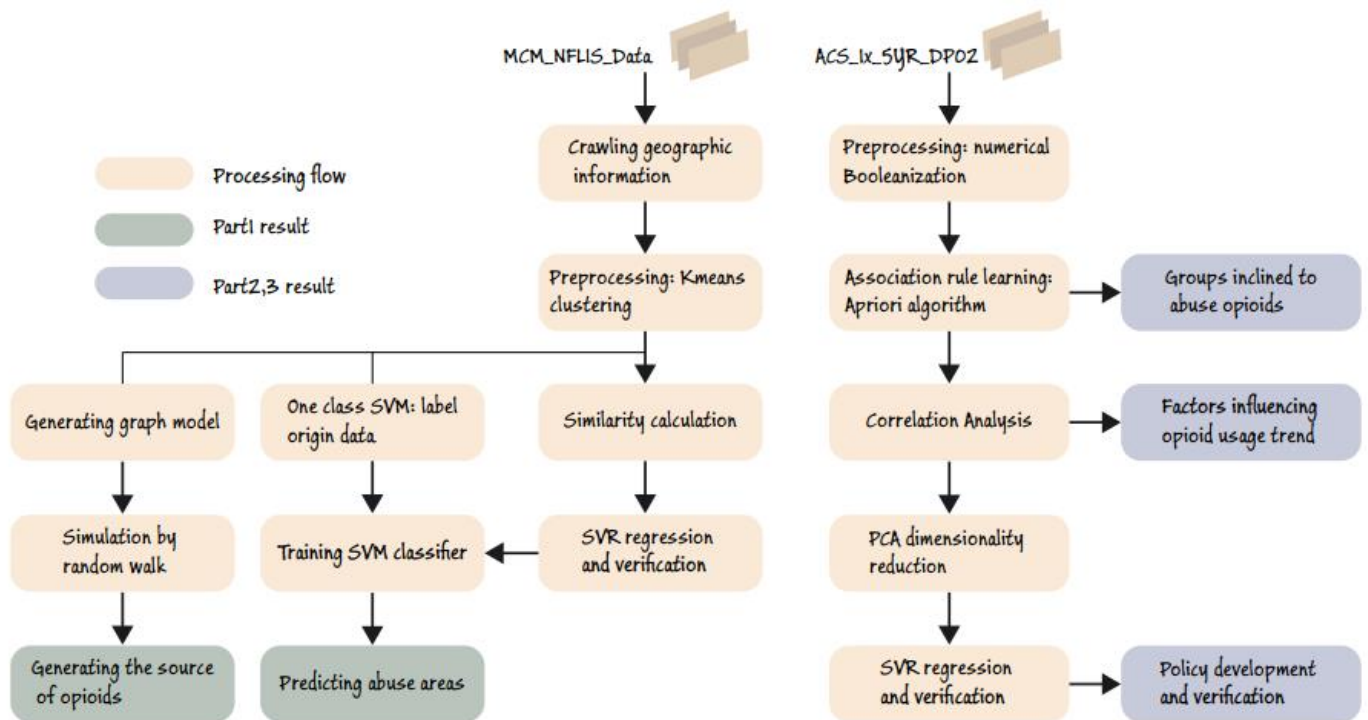 MCM_NFLIS_Data
ACS_1x_5YR_DP02
Crawling geographic
information
Preprocessing: numerical
Booleanization
Processing flow
Part1 result
Part2,3 result
Preprocessing: Kmeans
clustering
Association rule learning:
Apriori algorithm
Groups inclined to
abuse opioids
Generating graph model
One class SVM: label
origin data
Similarity calculation
Correlation Analysis
Factors influencing
opioid usage trend
Simulation by
random walk
Training SVM classifier
SVR regression
and verification
PCA dimensionality
reduction
Generating the source
of opioids
Predicting abuse areas
SVR regression
and verification
Policy development
and verification